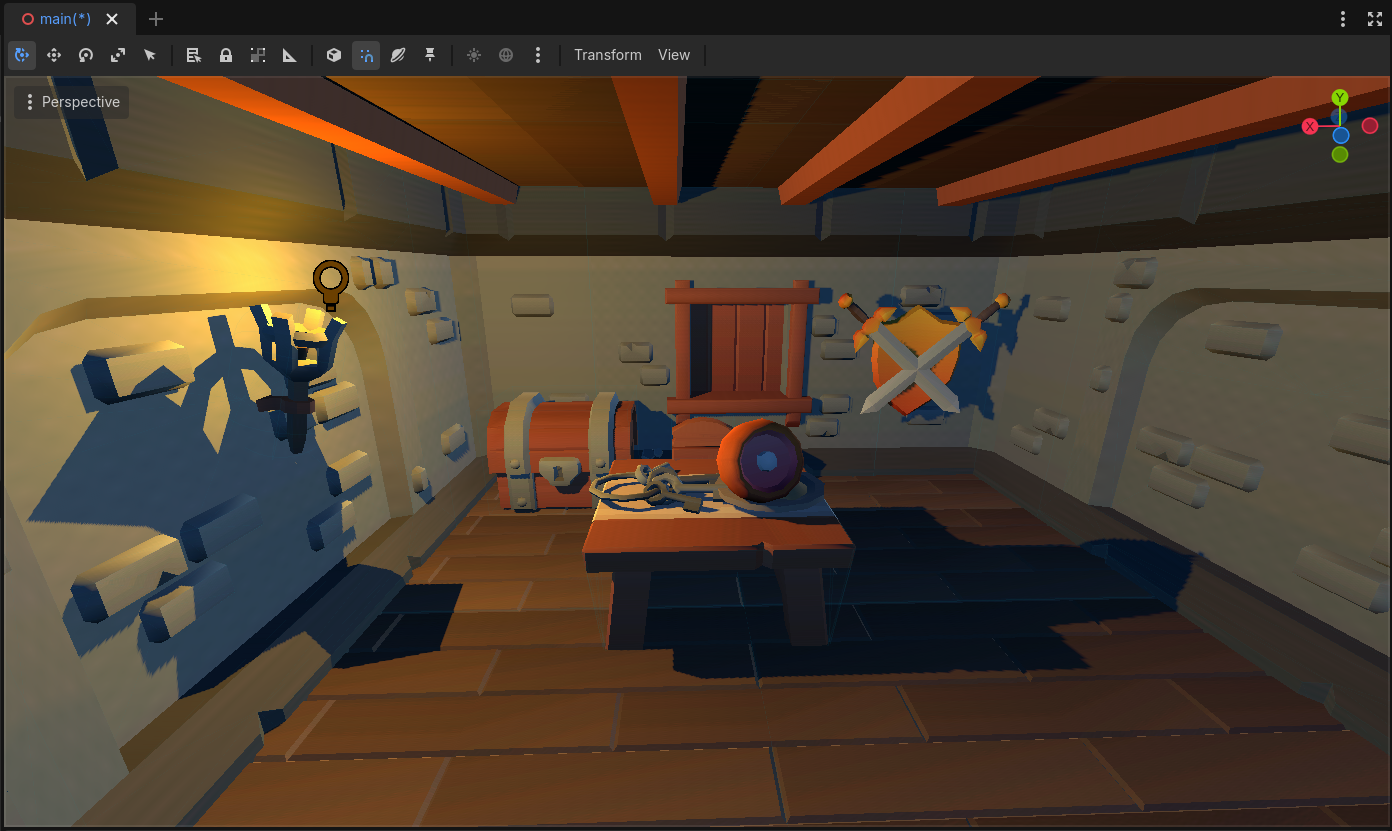 main(*)
Transform View
Perspective
Y
X